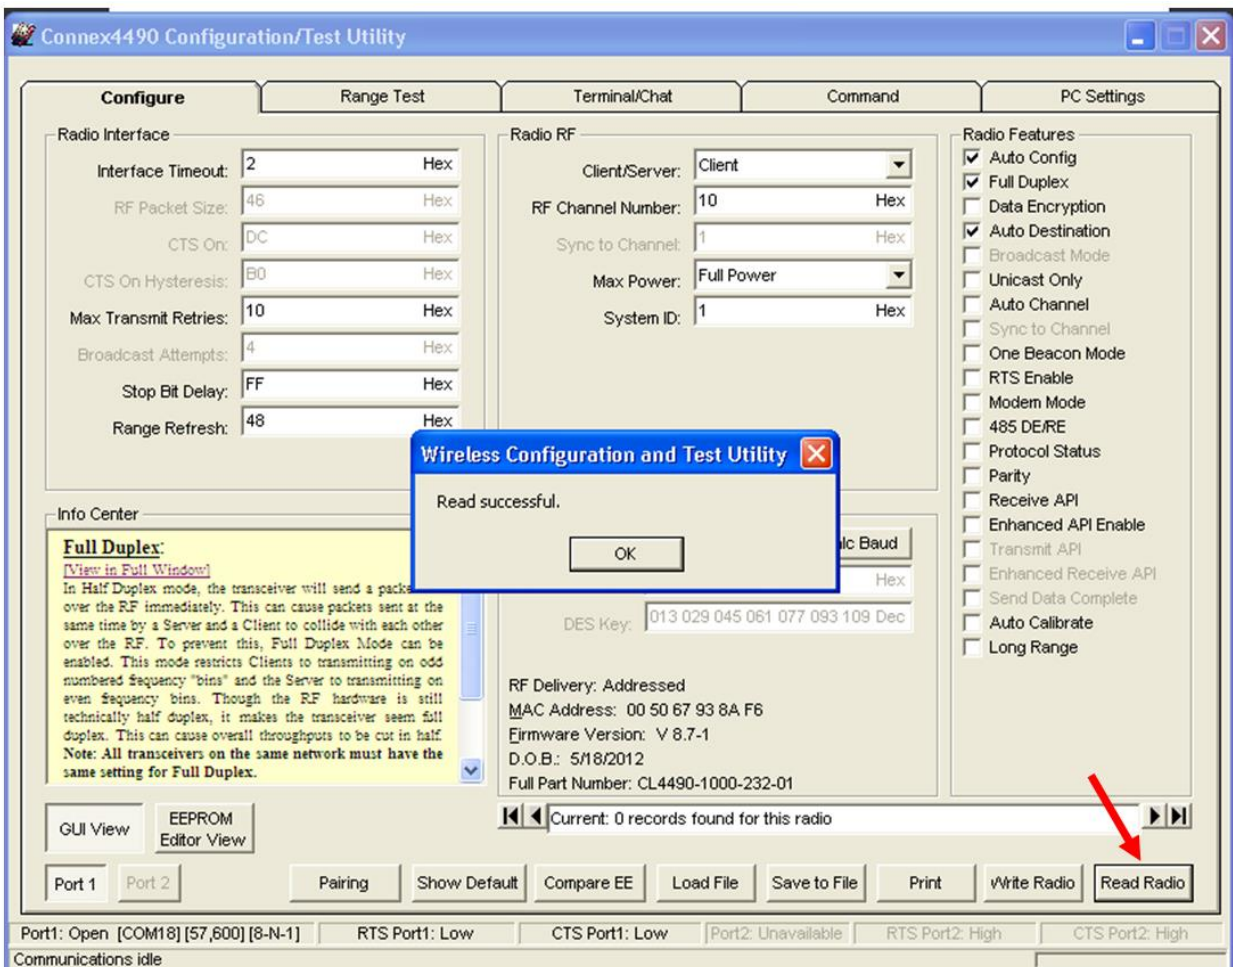 Connex4490 Configuration/Test Utility
Configure
Range Test
Terminal/Chat
Command
PC Settings
Radio Interface
Interface Timeout: 2 Hex
RF Packet Size: 46 Hex
CTS On: DC Hex
CTS On Hysteresis: B0 Hex
Max Transmit Retries: 10 Hex
Broadcast Attempts: 4 Hex
Stop Bit Delay: FF Hex
Range Refresh: 48 Hex
Radio RF
Client/Server: Client
RF Channel Number: 10 Hex
Sync to Channel: 1 Hex
Max Power: Full Power
System ID: 1 Hex
Radio Features
Auto Config
Full Duplex
Data Encryption
Auto Destination
Broadcast Mode
Unicast Only
Auto Channel
Sync to Channel
One Beacon Mode
RTS Enable
Modem Mode
485 DE/RE
Protocol Status
Parity
Receive API
Enhanced API Enable
Transmit API
Enhanced Receive API
Send Data Complete
Auto Calibrate
Long Range
Wireless Configuration and Test Utility
Read successful.
OK
Info Center
Full Duplex:
[View in Full Window]
In Half Duplex mode, the transceiver will send a
over the RF immediately. This can cause packets sent at the
same time by a Server and a Client to collide with each other
over the RF. To prevent this, Full Duplex Mode can be
enabled. This mode restricts Clients to transmitting on odd
numbered frequency "bins" and the Server to transmitting on
even frequency bins. Though the RF hardware is still
technically half duplex, it makes the transceiver seem full
duplex. This can cause overall throughputs to be cut in half.
Note: All transceivers on the same network must have the
same setting for Full Duplex.
Baud
Hex
DES Key: 013 029 045 061 077 093 109 Dec
RF Delivery: Addressed
MAC Address: 00 50 67 93 8A F6
Firmware Version: V 8.7-1
D.O.B.: 5/18/2012
Full Part Number: CL4490-1000-232-01
Current: 0 records found for this radio
GUI View
EEPROM
Editor View
Port 1
Port 2
Pairing
Show Default
Compare EE
Load File
Save to File
Print
Write Radio
Read Radio
Port1: Open [COM18] [57,600] [8-N-1]
RTS Port1: Low
CTS Port1: Low
Port2: Unavailable
RTS Port2: High
CTS Port2: High
Communications idle